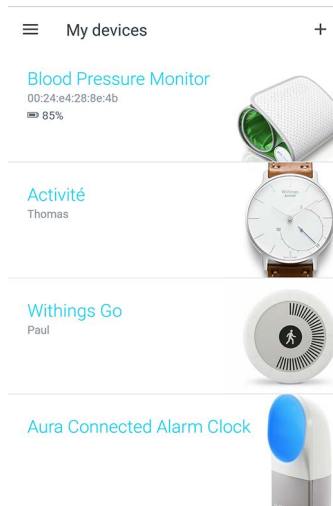 My devices
Blood Pressure Monitor
00:24:e4:28:8e:4b
85%
Activité
Thomas
Withings
Withings Go
Paul
Aura Connected Alarm Clock